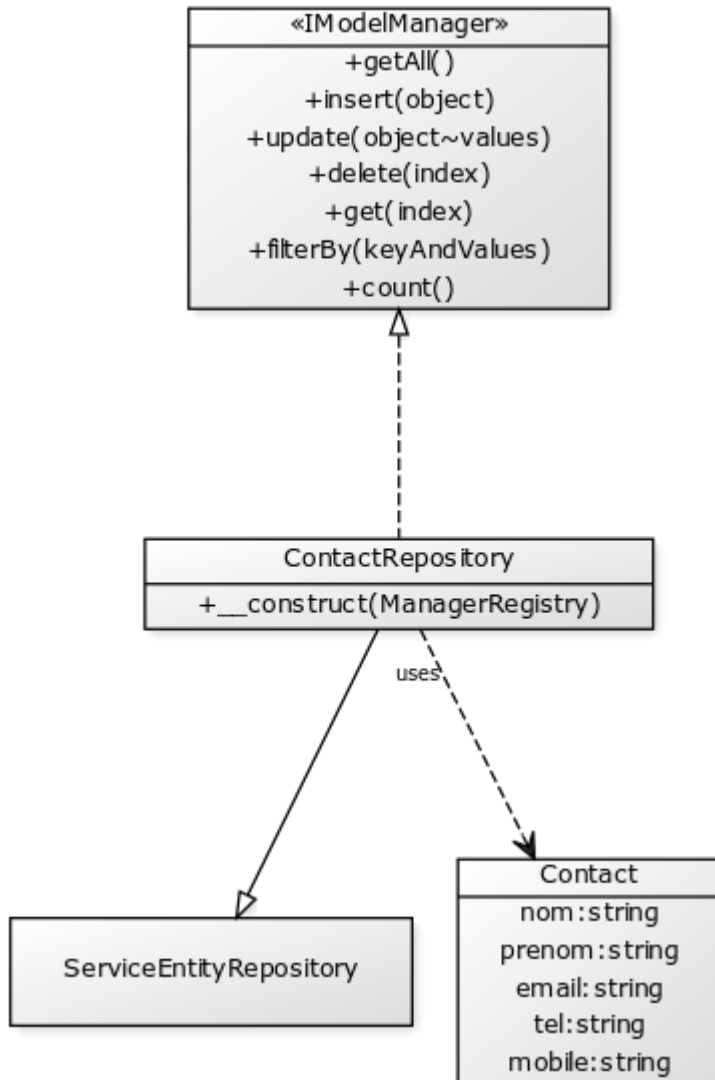 «IModelManager»
+getAll()
+insert(object)
+update(object~values)
+delete(index)
+get(index)
+filterBy(keyAndValues)
+count()
ContactRepository
+__construct(ManagerRegistry)
uses
Contact
nom:string
prenom:string
email:string
tel:string
mobile:string
ServiceEntityRepository